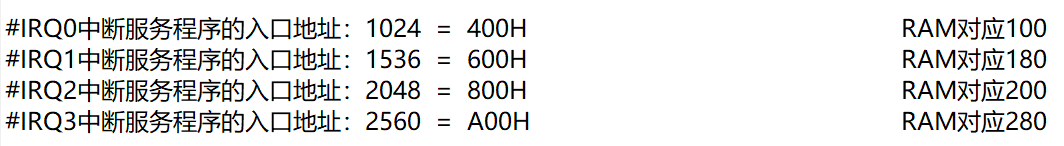 #IRQ0中断服务程序的入口地址：1024 = 400H RAM对应100
#IRQ1中断服务程序的入口地址：1536 = 600H RAM对应180
#IRQ2中断服务程序的入口地址：2048 = 800H RAM对应200
#IRQ3中断服务程序的入口地址：2560 = A00H RAM对应280